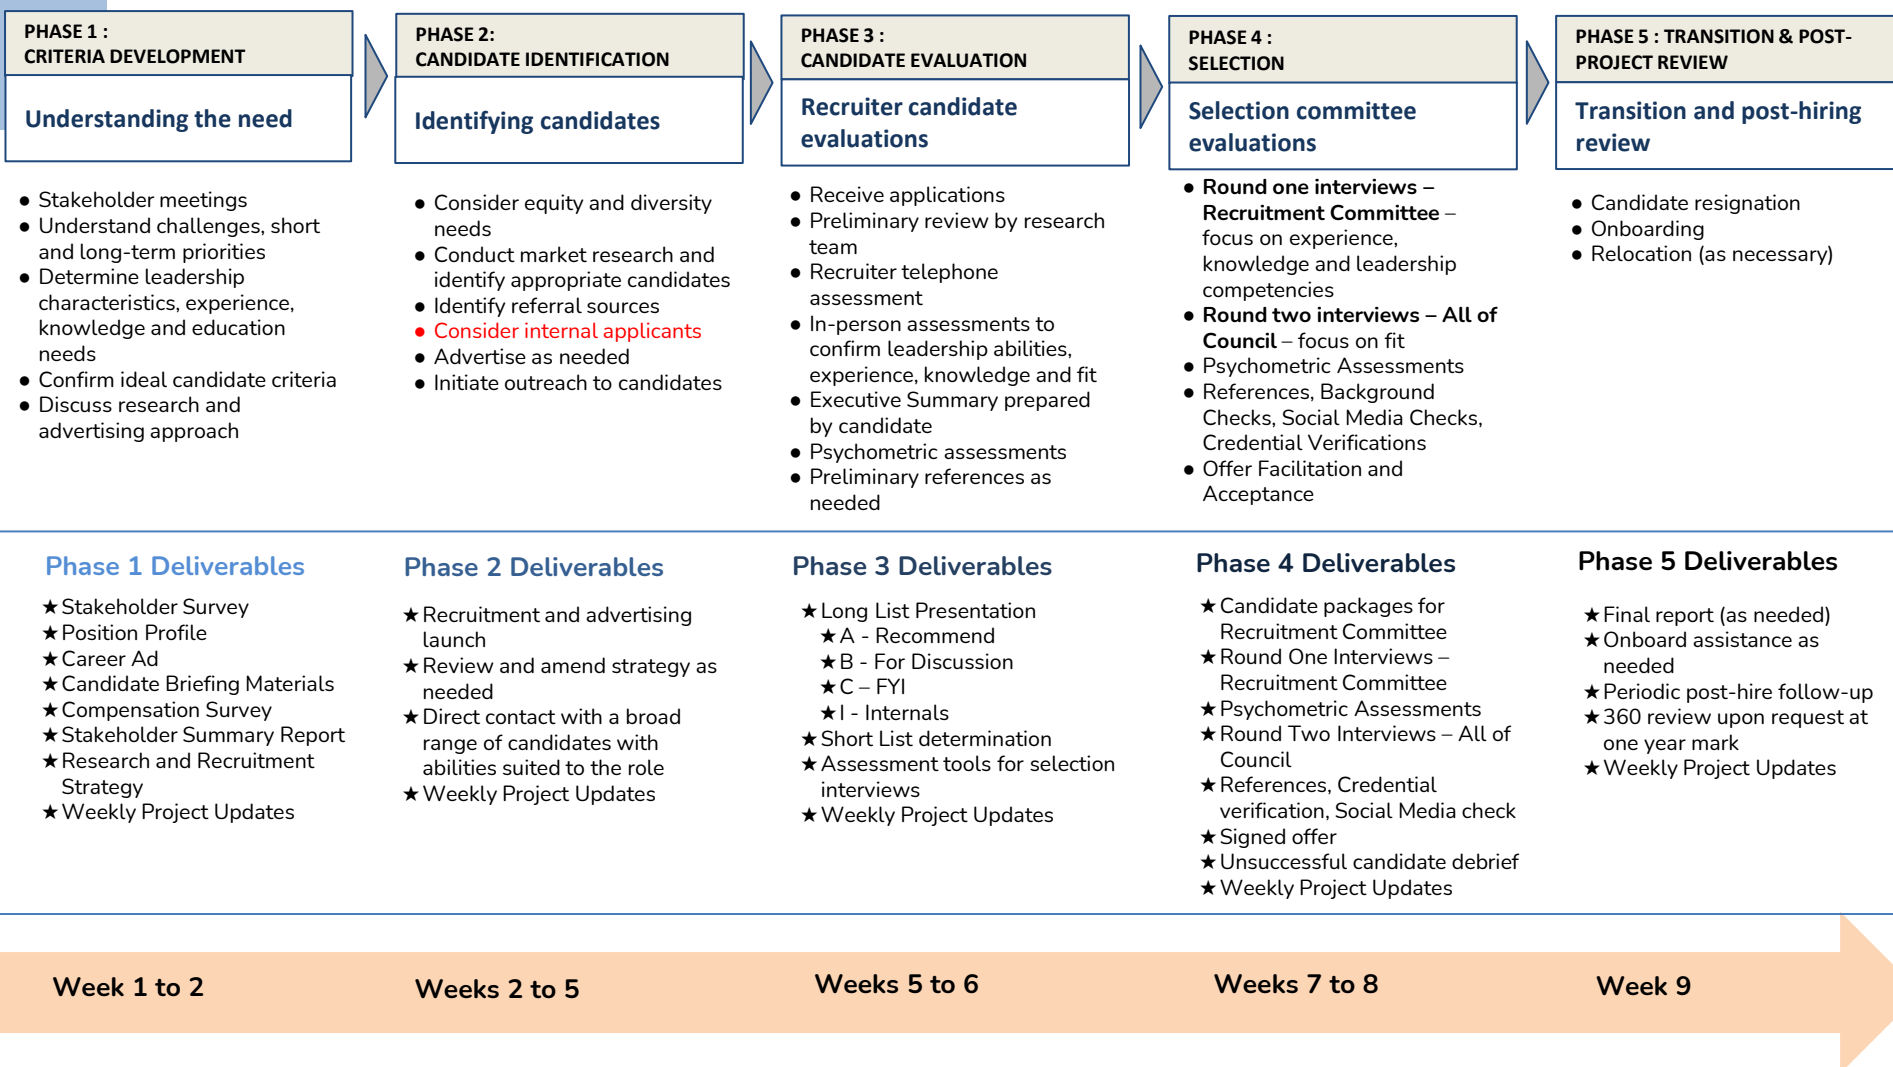 PHASE 1 :
CRITERIA DEVELOPMENT
Understanding the need
● Stakeholder meetings
● Understand challenges, short
and long-term priorities
● Determine leadership
characteristics, experience,
knowledge and education
needs
● Confirm ideal candidate criteria
● Discuss research and
advertising approach
PHASE 2:
CANDIDATE IDENTIFICATION
Identifying candidates
● Consider equity and diversity
needs
● Conduct market research and
identify appropriate candidates
● Identify referral sources
● Consider internal applicants
● Advertise as needed
● Initiate outreach to candidates
PHASE 3 :
CANDIDATE EVALUATION
Recruiter candidate
evaluations
● Receive applications
● Preliminary review by research
team
● Recruiter telephone
assessment
● In-person assessments to
confirm leadership abilities,
experience, knowledge and fit
● Executive Summary prepared
by candidate
● Psychometric assessments
● Preliminary references as
needed
PHASE 4 :
SELECTION
Selection committee
evaluations
● Round one interviews –
Recruitment Committee –
focus on experience,
knowledge and leadership
competencies
● Round two interviews – All of
Council – focus on fit
● Psychometric Assessments
● References, Background
Checks, Social Media Checks,
Credential Verifications
● Offer Facilitation and
Acceptance
PHASE 5 : TRANSITION & POST-
PROJECT REVIEW
Transition and post-hiring
review
● Candidate resignation
● Onboarding
● Relocation (as necessary)
Phase 1 Deliverables
★Stakeholder Survey
★Position Profile
★Career Ad
★Candidate Briefing Materials
★Compensation Survey
★Stakeholder Summary Report
★Research and Recruitment
Strategy
★Weekly Project Updates
Phase 2 Deliverables
★Recruitment and advertising
launch
★Review and amend strategy as
needed
★Direct contact with a broad
range of candidates with
abilities suited to the role
★Weekly Project Updates
Phase 3 Deliverables
★Long List Presentation
★A - Recommend
★B - For Discussion
★C – FYI
★I - Internals
★Short List determination
★Assessment tools for selection
interviews
★Weekly Project Updates
Phase 4 Deliverables
★Candidate packages for
Recruitment Committee
★Round One Interviews –
Recruitment Committee
★Psychometric Assessments
★Round Two Interviews – All of
Council
★References, Credential
verification, Social Media check
★Signed offer
★Unsuccessful candidate debrief
★Weekly Project Updates
Phase 5 Deliverables
★Final report (as needed)
★Onboard assistance as
needed
★Periodic post-hire follow-up
★360 review upon request at
one year mark
★Weekly Project Updates
Week 1 to 2
Weeks 2 to 5
Weeks 5 to 6
Weeks 7 to 8
Week 9